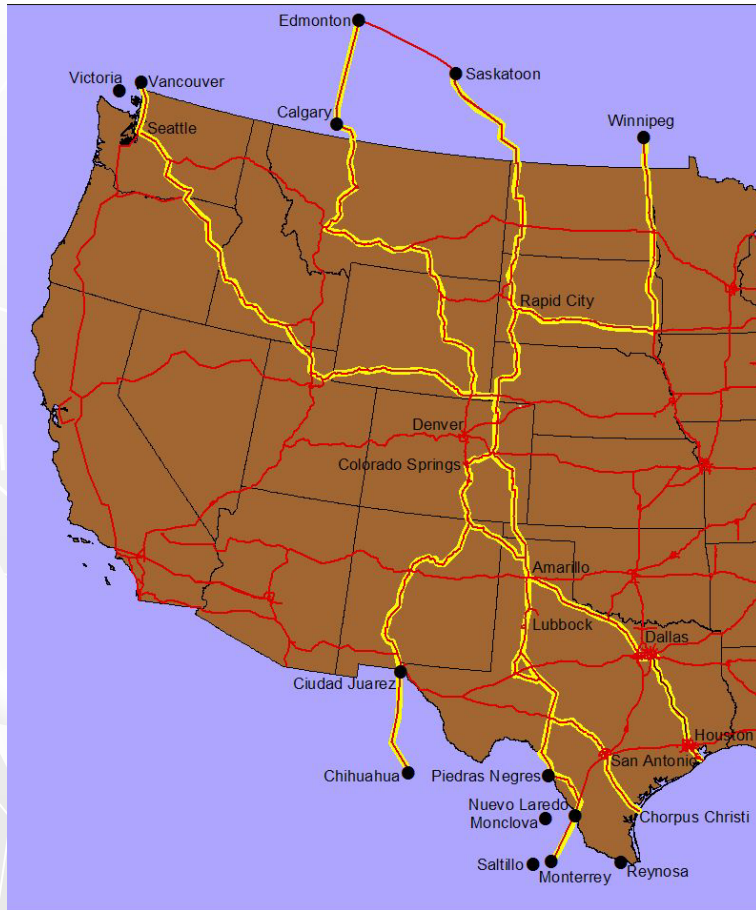 Edmonton
Saskatoon
Victoria
Vancouver
Calgary
Winnipeg
Seattle
Rapid City
Denver
Colorado Springs
Amarillo
Lubbock
Dallas
Ciudad Juarez
Houston
San Antonio
Chihuahua
Piedras Negres
Nuevo Laredo
Monclova
Chorpus Christi
Saltillo
Monterrey
Reynosa